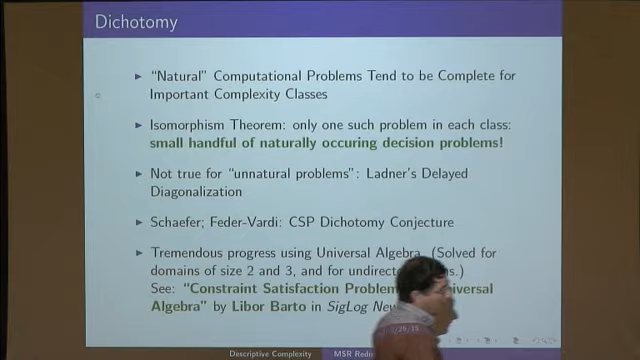 Dichotomy
"Natural" Computational Problems Tend to be Complete for
Important Complexity Classes
Isomorphism Theorem: only one such problem in each class:
small handful of naturally occuring decision problems!
Not true for "unnatural problems": Ladner's Delayed
Diagonalization
Schaefer; Feder-Vardi: CSP Dichotomy Conjecture
Tremendous progress using Universal Algebra. (Solved for
domains of size 2 and 3, and for
See: "Constraint Satisfaction
Algebra" by Libor Barto in SigLog
Descriptive Complexity MSR